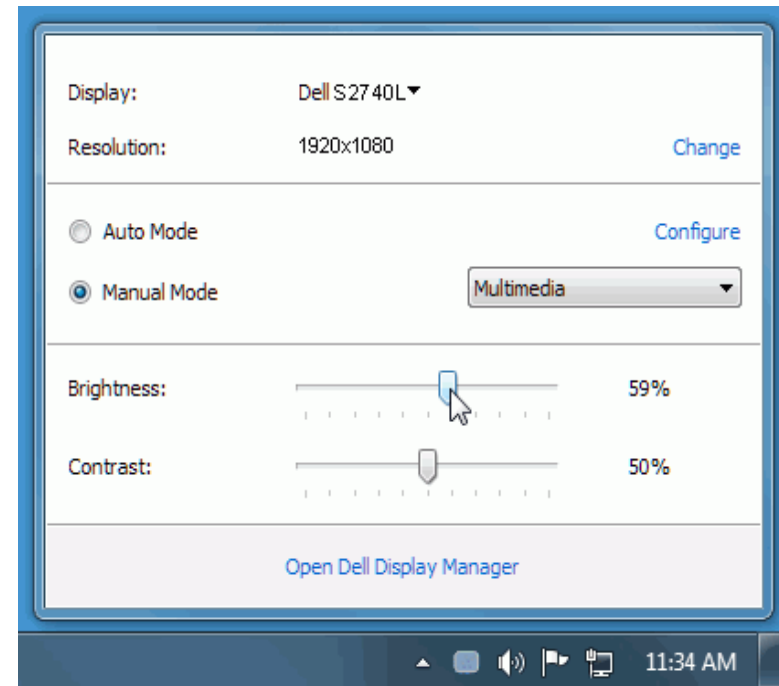 Display: Dell S2740L
Resolution: 1920x1080 Change
Auto Mode Configure
Manual Mode Multimedia
Brightness: 59%
Contrast: 50%
Open Dell Display Manager
11:34 AM